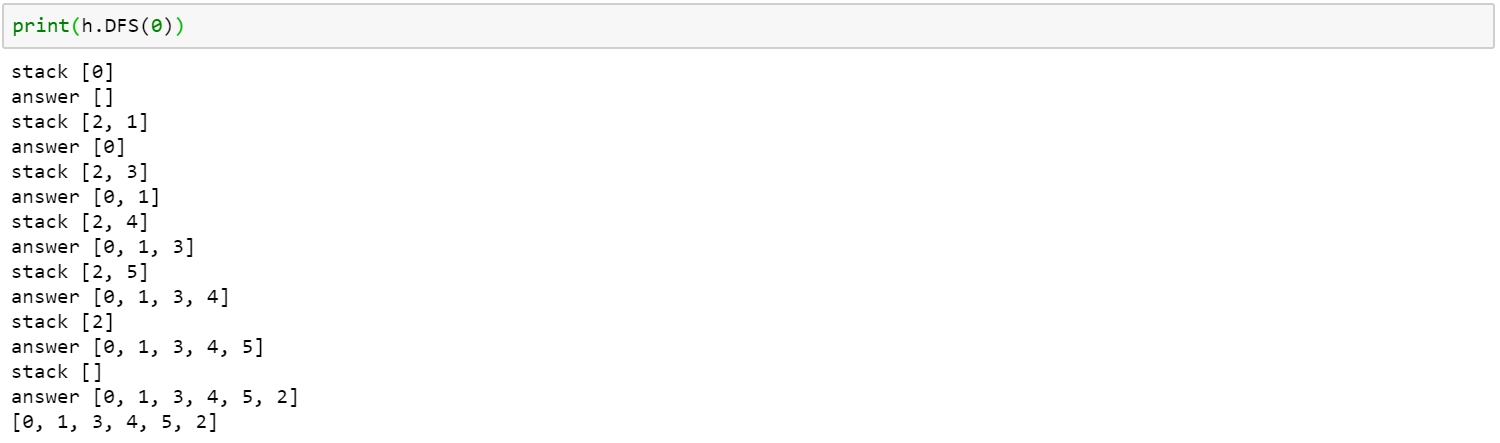 print(h.DFS(0))
stack [0]
answer []
stack [2, 1]
answer [0]
stack [2, 3]
answer [0, 1]
stack [2, 4]
answer [0, 1, 3]
stack [2, 5]
answer [0, 1, 3, 4]
stack [2]
answer [0, 1, 3, 4, 5]
stack []
answer [0, 1, 3, 4, 5, 2]
[0, 1, 3, 4, 5, 2]